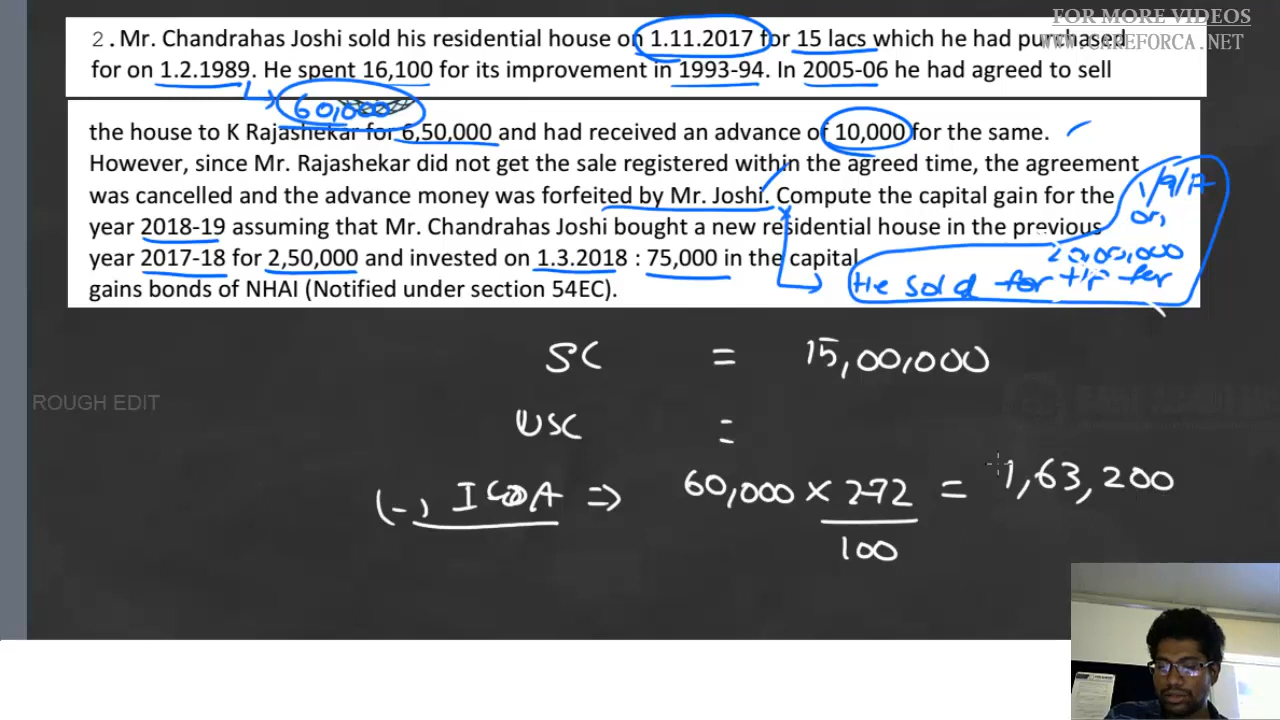 FOR MORE VIDEOS
WWW.CAREFORCA.NET
2. Mr. Chandrahas Joshi sold his residential house on 1.11.2017 for 15 lacs which he had purchased
for on 1.2.1989. He spent 16,100 for its improvement in 1993-94. In 2005-06 he had agreed to sell
60,000
the house to K Rajashekar for 6,50,000 and had received an advance of 10,000 for the same.
However, since Mr. Rajashekar did not get the sale registered within the agreed time, the agreement
was cancelled and the advance money was forfeited by Mr. Joshi. Compute the capital gain for the
1/9/17
or,
year 2018-19 assuming that Mr. Chandrahas Joshi bought a new residential house in the previous
year 2017-18 for 2,50,000 and invested on 1.3.2018 : 75,000 in the capital
gains bonds of NHAI (Notified under section 54EC).
He sold for
SC = 15,00,000
ROUGH EDIT
USC =
(-) ICOA ⇒ 60,000 × 272 = 1,63,200
100